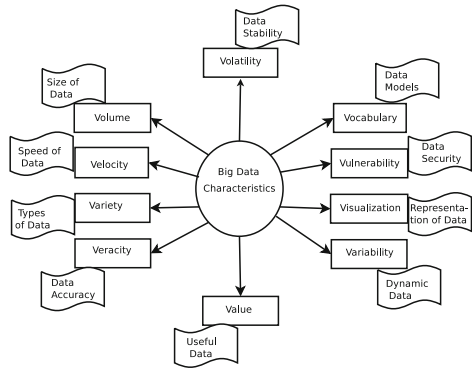 Data
Stability
Volatility
Size of
Data
Volume
Data
Models
Vocabulary
Speed of
Data
Velocity
Big Data
Characteristics
Vulnerability
Data
Security
Types
of Data
Variety
Visualization
Representa-
tion of Data
Veracity
Data
Accuracy
Variability
Dynamic
Data
Value
Useful
Data